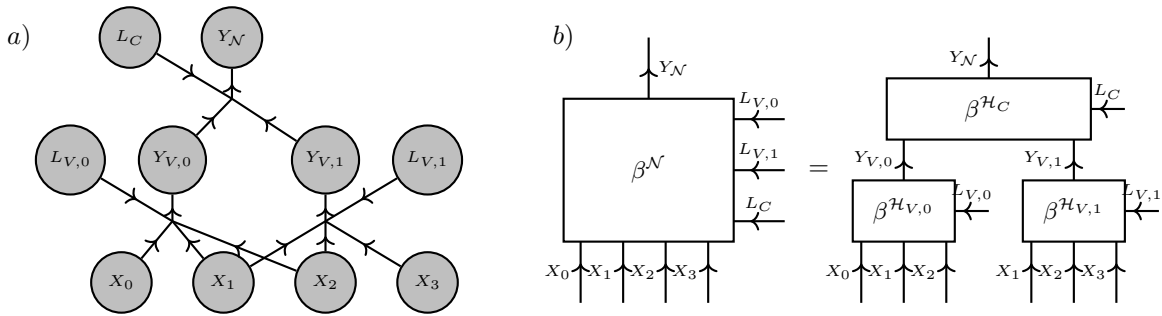 a)
L_C Y_𝒩
L_{V,0} Y_{V,0} Y_{V,1} L_{V,1}
X_0 X_1 X_2 X_3
b)
Y_𝒩
L_{V,0}
β^𝒩 L_{V,1}
L_C
X_0 X_1 X_2 X_3
=
Y_𝒩
β^{ℋ_C} L_C
Y_{V,0} Y_{V,1}
β^{ℋ_{V,0}} L_{V,0} β^{ℋ_{V,1}} L_{V,1}
X_0 X_1 X_2 X_1 X_2 X_3